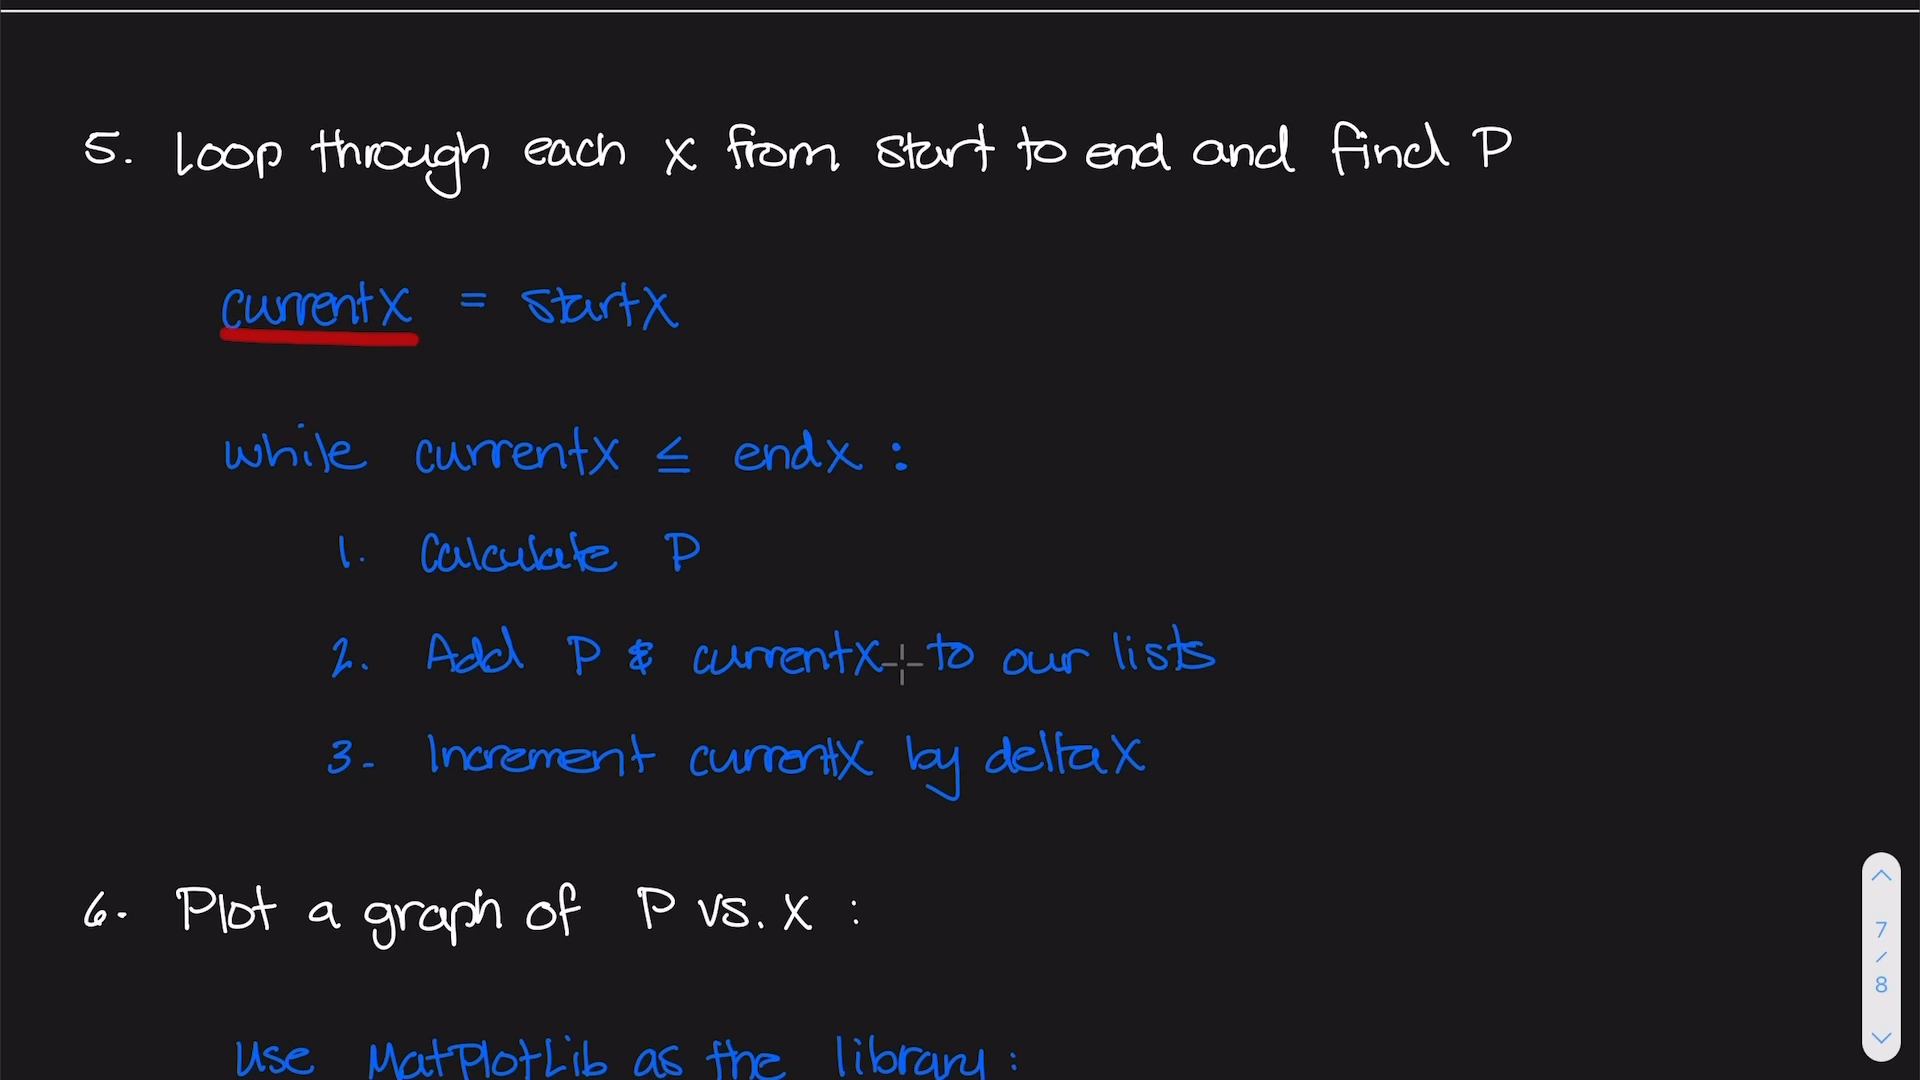 5. Loop through each x from start to end and find P
currentX = startX
while currentX ≤ endX :
1. Calculate P
2. Add P & currentX to our lists
3. Increment currentX by deltaX
6. Plot a graph of P vs. X :
Use MatPlotLib as the library :
7
/
8